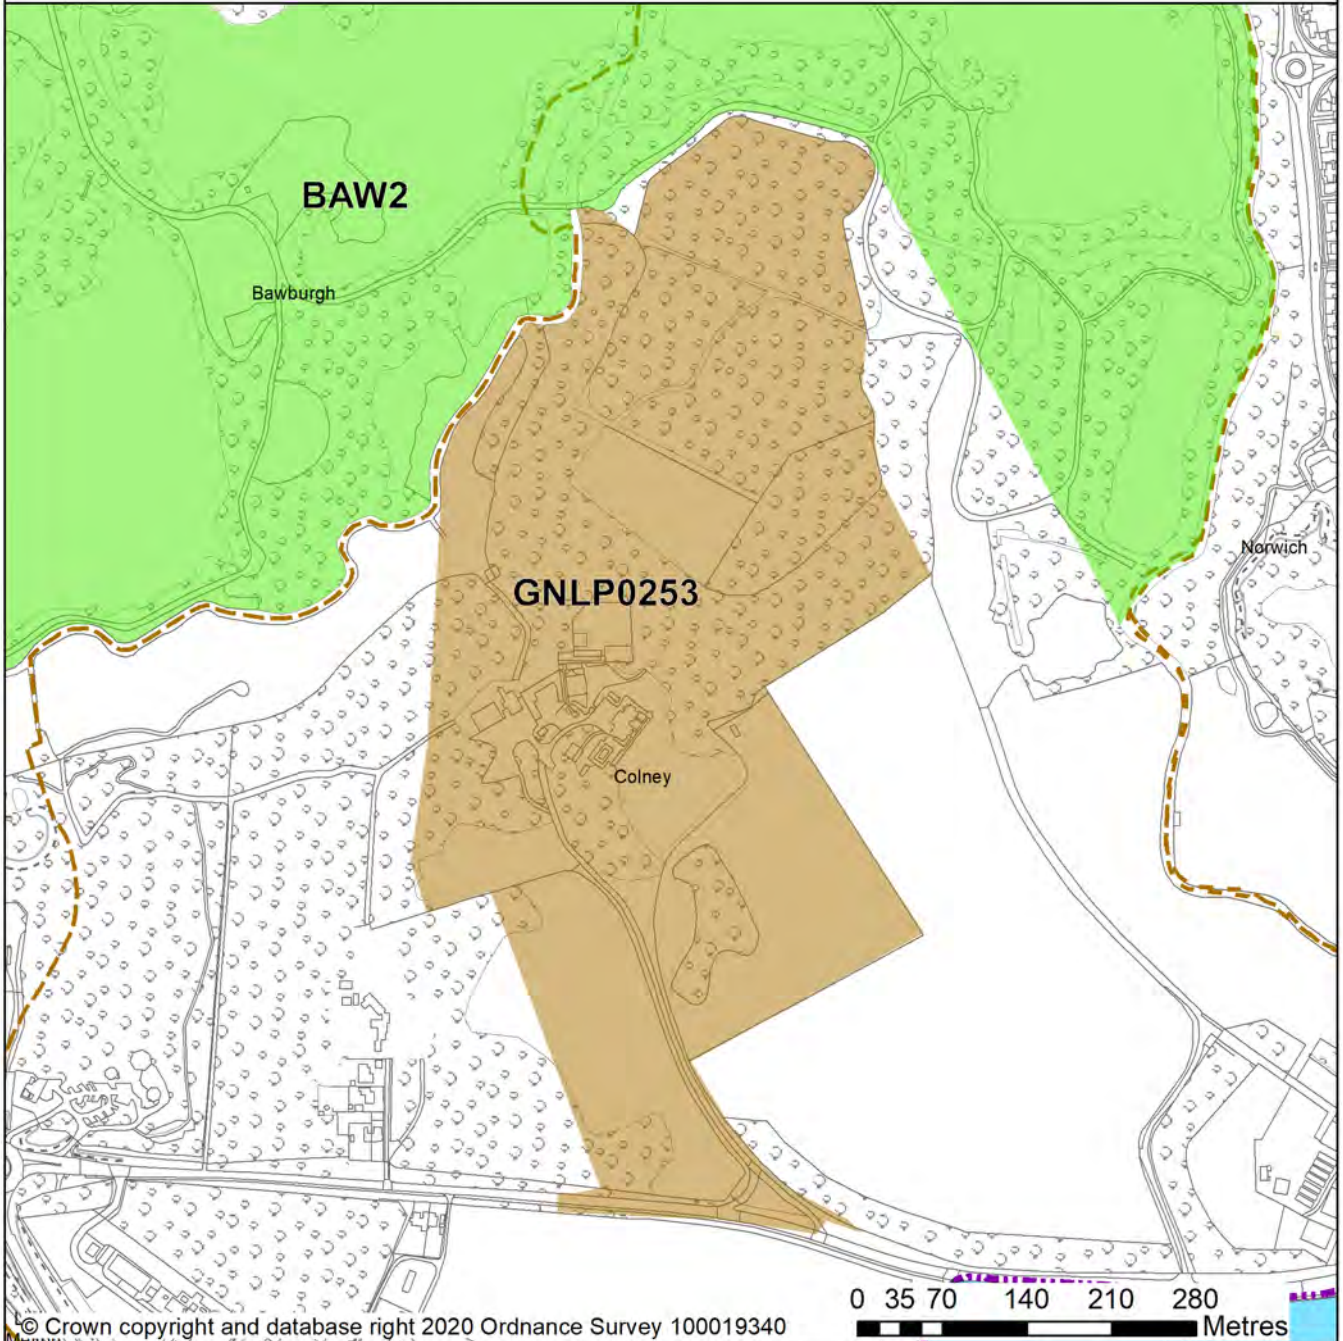 BAW2
Bawburgh
Norwich
GNLP0253
Colney
0 35 70 140 210 280
Metres
© Crown copyright and database right 2020 Ordnance Survey 100019340